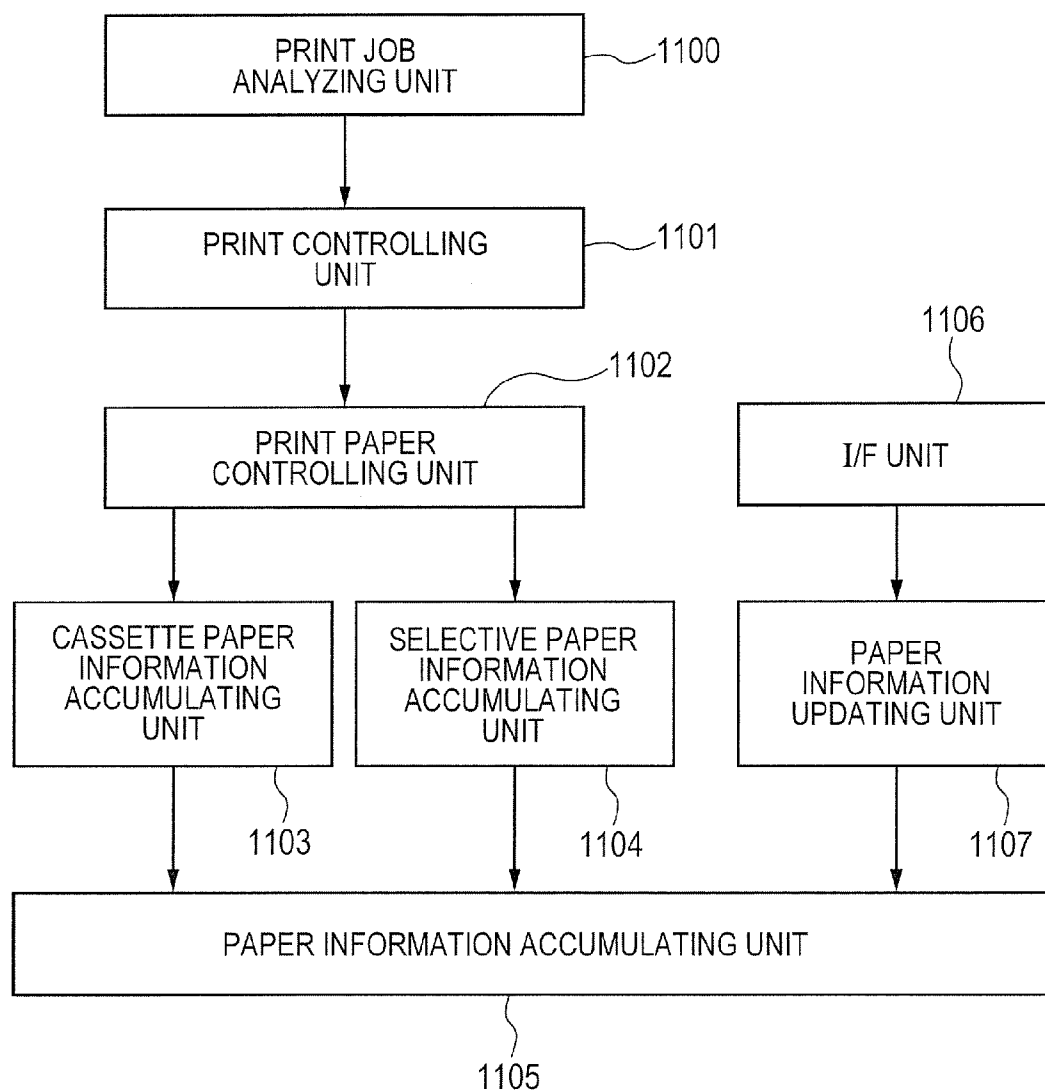 PRINT JOB
ANALYZING UNIT
1100
PRINT CONTROLLING
UNIT
1101
1102
PRINT PAPER
CONTROLLING UNIT
1106
I/F UNIT
CASSETTE PAPER
INFORMATION
ACCUMULATING
UNIT
1103
SELECTIVE PAPER
INFORMATION
ACCUMULATING
UNIT
1104
PAPER
INFORMATION
UPDATING UNIT
1107
PAPER INFORMATION ACCUMULATING UNIT
1105